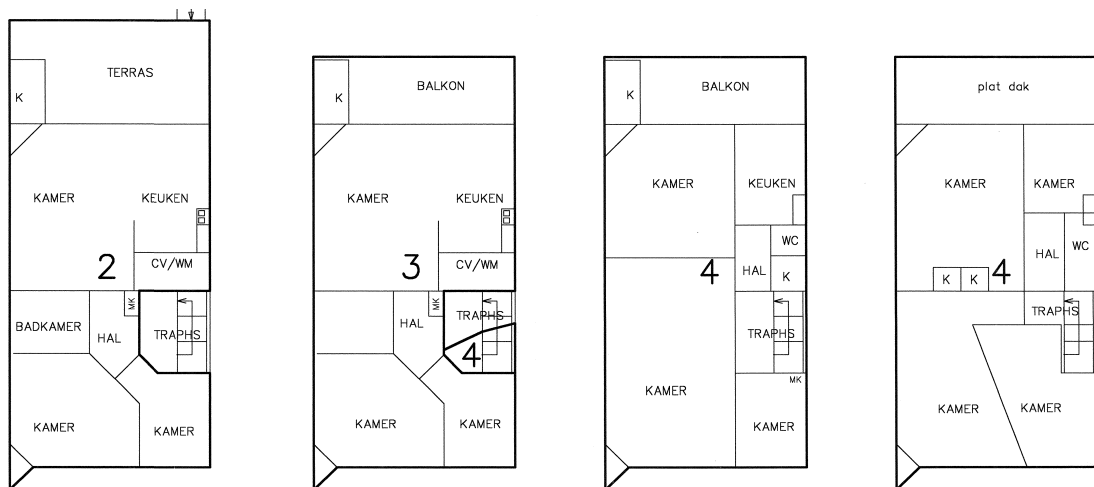 TERRAS
K
KAMER
KEUKEN
2
CV/WM
MK
BADKAMER
HAL
TRAPHS
KAMER
KAMER
BALKON
K
KAMER
KEUKEN
3
CV/WM
MK
HAL
TRAPHS
4
KAMER
KAMER
BALKON
K
KAMER
KEUKEN
WC
4
HAL
K
TRAPHS
MK
KAMER
KAMER
plat dak
KAMER
KAMER
WC
HAL
4
K
K
TRAPHS
KAMER
KAMER